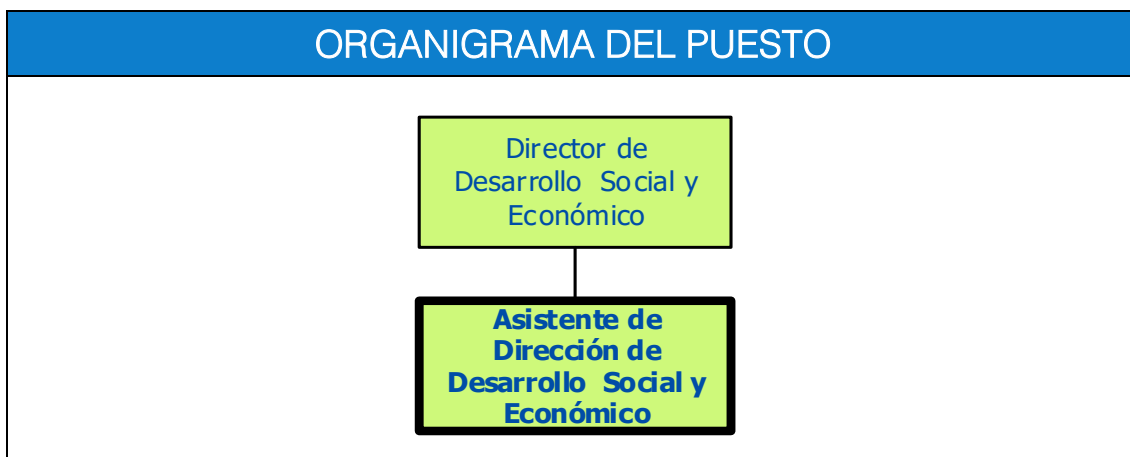 ORGANIGRAMA DEL PUESTO
Director de
Desarrollo Social y
Económico
Asistente de
Dirección de
Desarrollo Social y
Económico